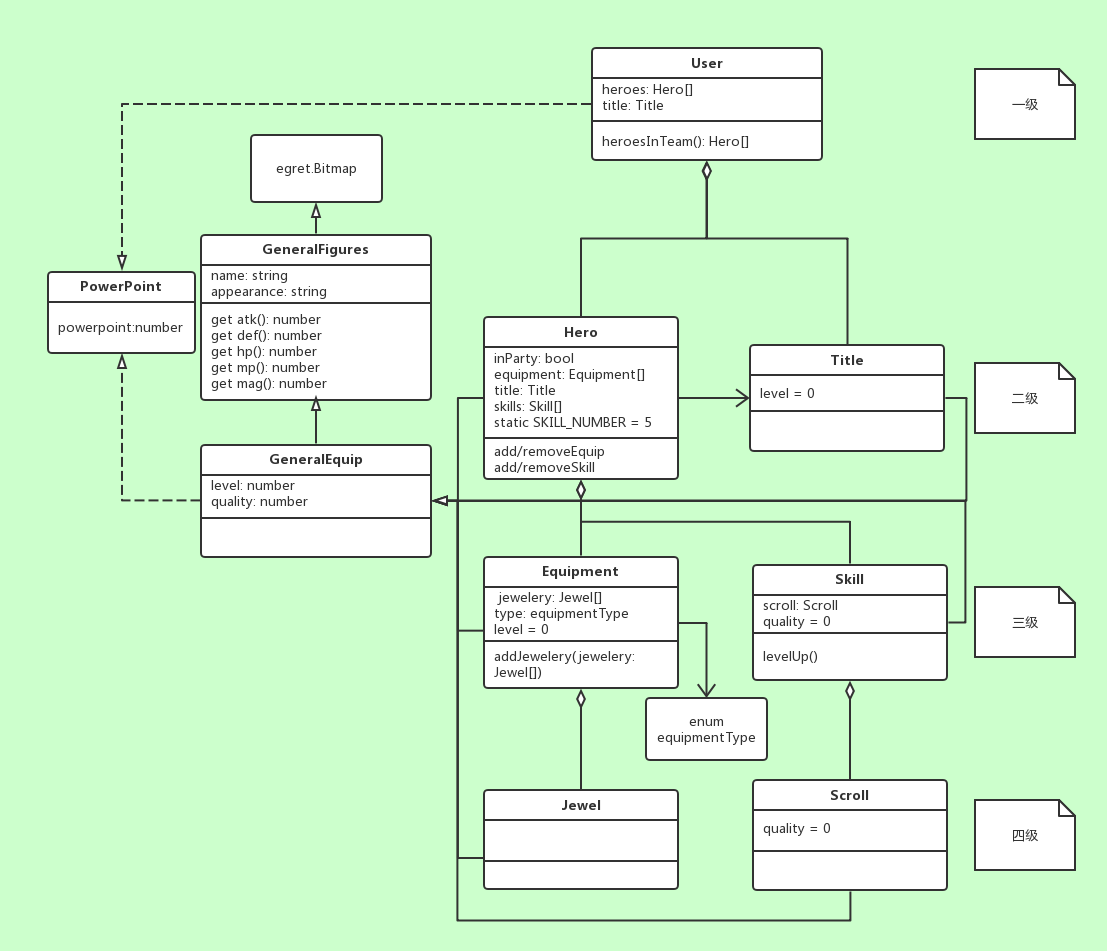 User
heroes: Hero[]
title: Title
heroesInTeam(): Hero[]
一级
egret.Bitmap
GeneralFigures
name: string
appearance: string
get atk(): number
get def(): number
get hp(): number
get mp(): number
get mag(): number
PowerPoint
powerpoint:number
Hero
inParty: bool
equipment: Equipment[]
title: Title
skills: Skill[]
static SKILL_NUMBER = 5
add/removeEquip
add/removeSkill
Title
level = 0
二级
GeneralEquip
level: number
quality: number
Equipment
jewelery: Jewel[]
type: equipmentType
level = 0
addJewelery(jewelery:
Jewel[])
Skill
scroll: Scroll
quality = 0
levelUp()
三级
enum
equipmentType
Jewel
Scroll
quality = 0
四级